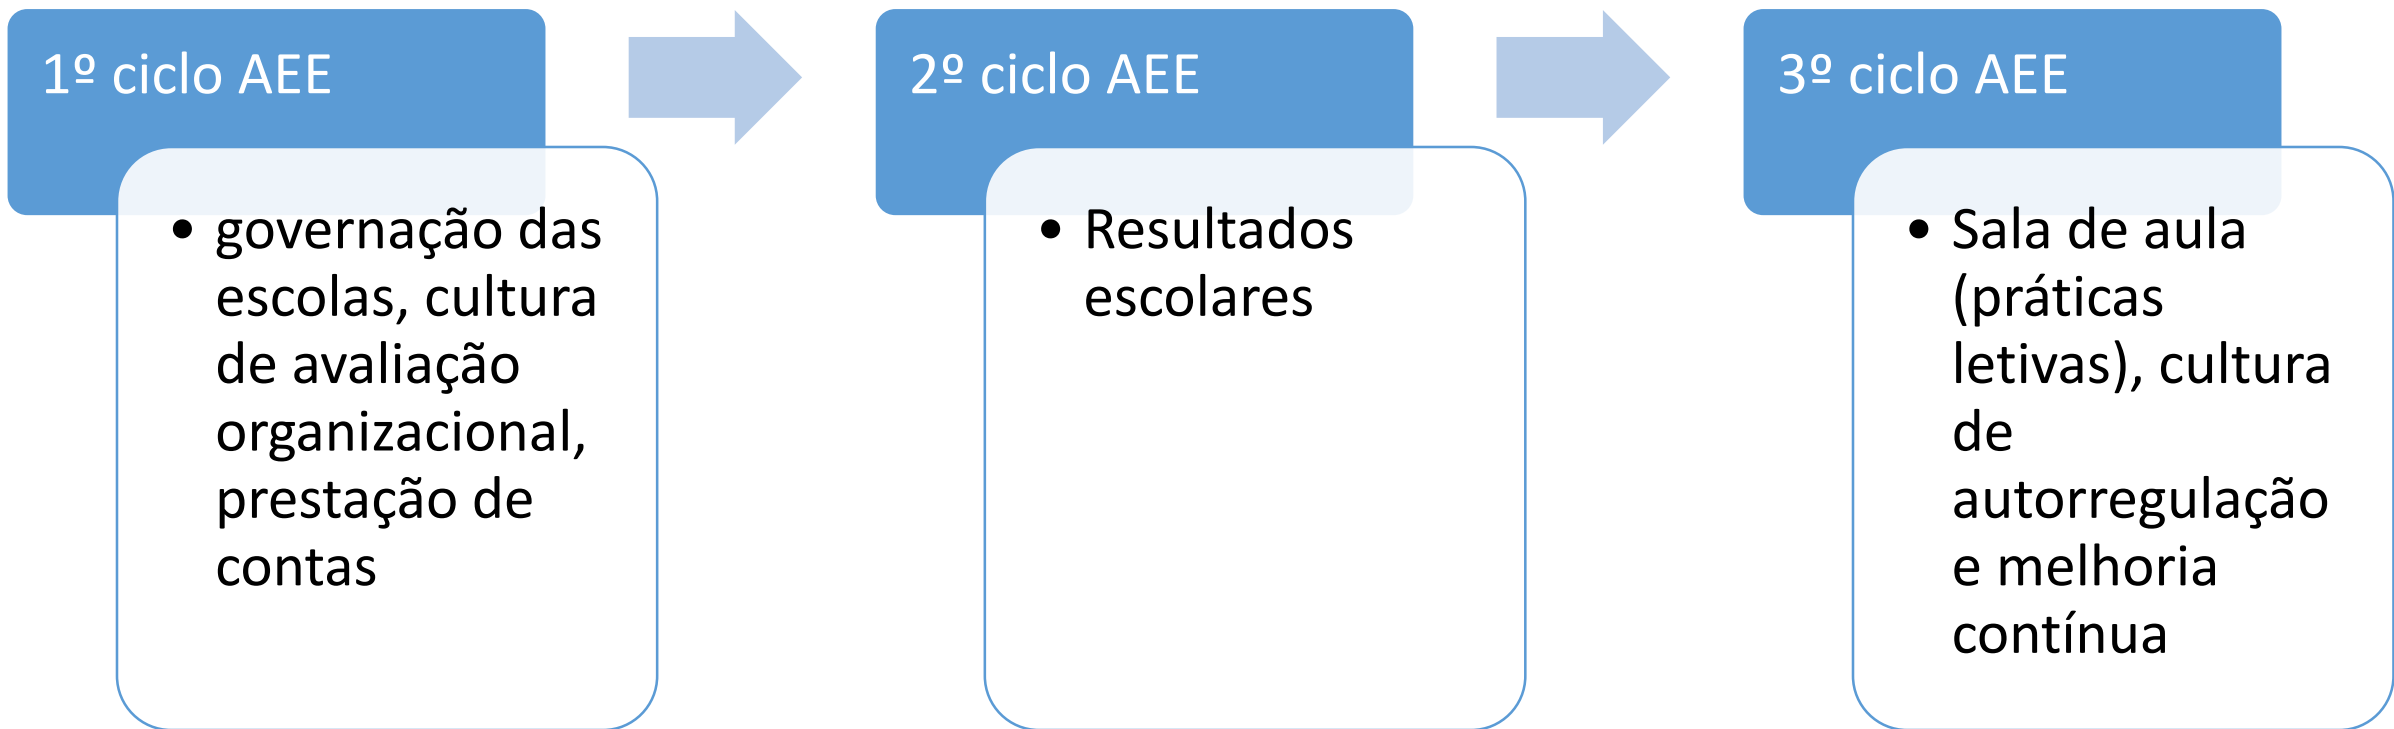 1º ciclo AEE
• governação das
escolas, cultura
de avaliação
organizacional,
prestação de
contas
2º ciclo AEE
• Resultados
escolares
3º ciclo AEE
• Sala de aula
(práticas
letivas), cultura
de
autorregulação
e melhoria
contínua